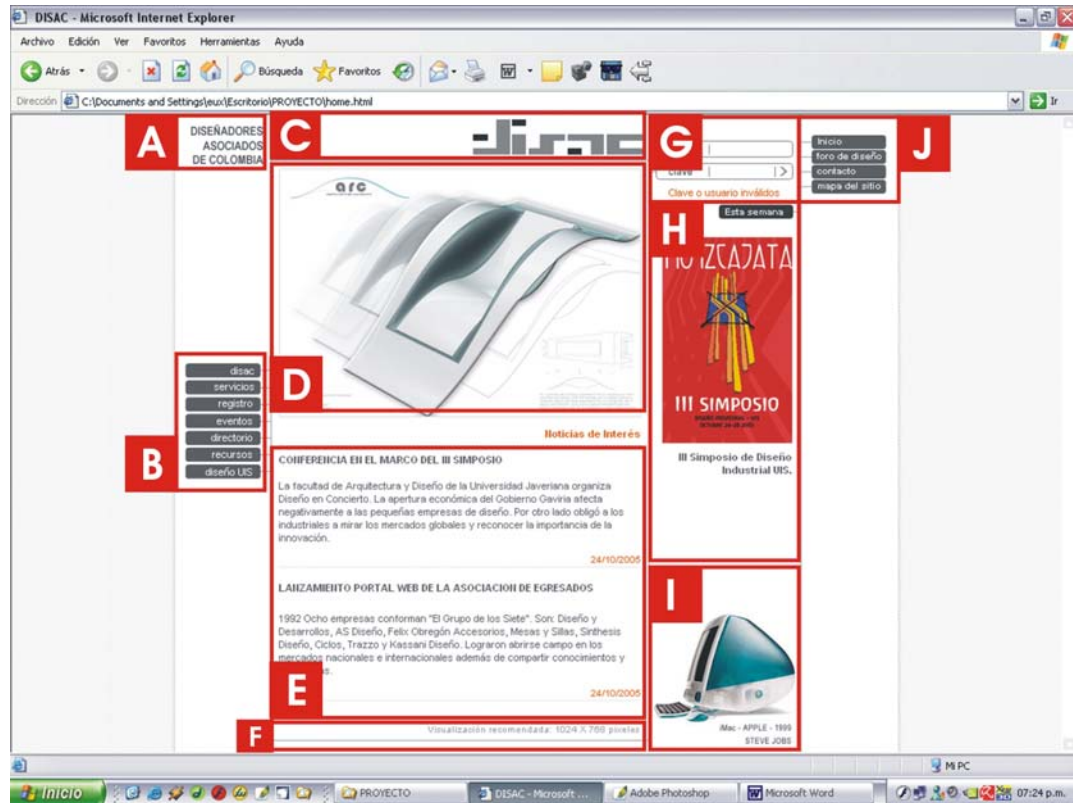 DISAC - Microsoft Internet Explorer
Archivo Edición Ver Favoritos Herramientas Ayuda
Atrás Búsqueda Favoritos
Dirección C:\Documents and Settings\eux\Escritorio\PROYECTO\home.html Ir
A
DISEÑADORES
ASOCIADOS
DE COLOMBIA
C
disac
G
clave
Clave o usuario inválidos
J
Inicio
foro de diseño
contacto
mapa del sitio
arc
D
H
Esta semana
III SIMPOSIO
III Simposio de Diseño
Industrial UIS.
B
disac
servicios
registro
eventos
directorio
recursos
diseño UIS
Noticias de Interés
CONFERENCIA EN EL MARCO DEL III SIMPOSIO
La facultad de Arquitectura y Diseño de la Universidad Javeriana organiza
Diseño en Concierto. La apertura económica del Gobierno Gaviria afecta
negativamente a las pequeñas empresas de diseño. Por otro lado obligó a los
industriales a mirar los mercados globales y reconocer la importancia de la
innovación.
24/10/2005
LANZAMIENTO PORTAL WEB DE LA ASOCIACION DE EGRESADOS
1992 Ocho empresas conforman "El Grupo de los Siete". Son: Diseño y
Desarrollos, AS Diseño, Felix Obregón Accesorios, Mesas y Sillas, Sinthesis
Diseño, Ciclos, Trazzo y Kassani Diseño. Lograron abrirse campo en los
mercados nacionales e internacionales además de compartir conocimientos y
24/10/2005
E
F
Visualización recomendada: 1024 X 768 pixeles
I
iMac - APPLE - 1995
STEVE JOBS
Mi PC
Inicio PROYECTO DISAC - Microsoft ... Adobe Photoshop Microsoft Word 07:24 p.m.